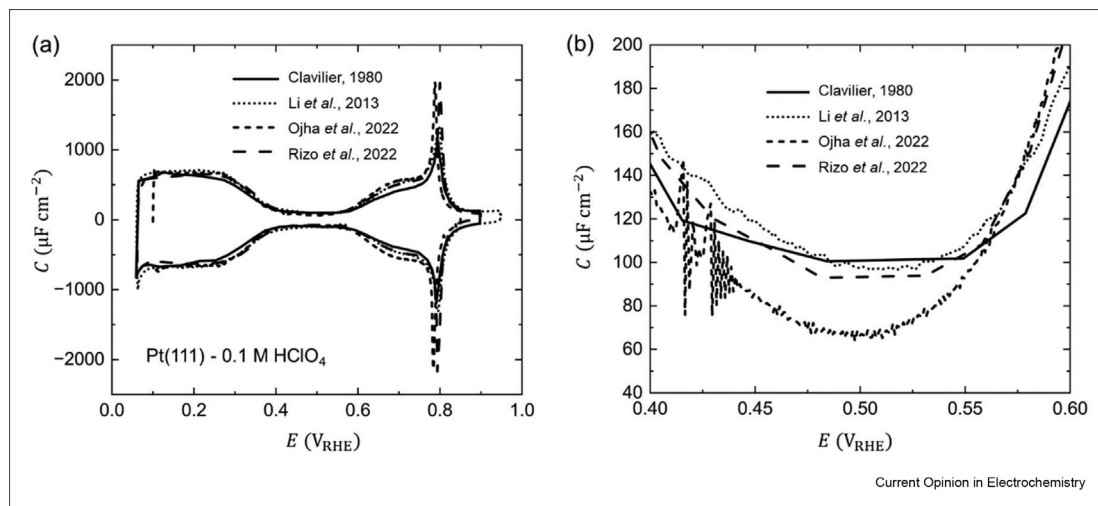 (a)
2000
1000
0
−1000
−2000
C (μF cm−2)
Clavilier, 1980
Li et al., 2013
Ojha et al., 2022
Rizo et al., 2022
Pt(111) - 0.1 M HClO4
0.0 0.2 0.4 0.6 0.8 1.0
E (VRHE)
(b)
200
180
160
140
120
100
80
60
40
C (μF cm−2)
Clavilier, 1980
Li et al., 2013
Ojha et al., 2022
Rizo et al., 2022
0.40 0.45 0.50 0.55 0.60
E (VRHE)
Current Opinion in Electrochemistry